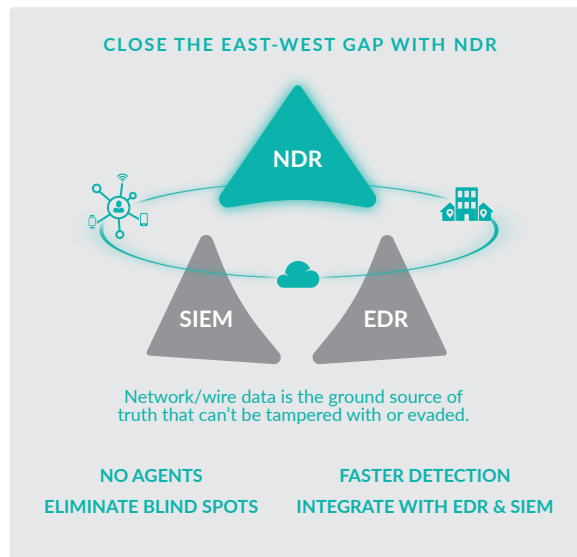 CLOSE THE EAST-WEST GAP WITH NDR
NDR
SIEM
EDR
Network/wire data is the ground source of
truth that can't be tampered with or evaded.
NO AGENTS
FASTER DETECTION
ELIMINATE BLIND SPOTS
INTEGRATE WITH EDR & SIEM